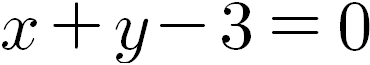 x + y − 3 = 0